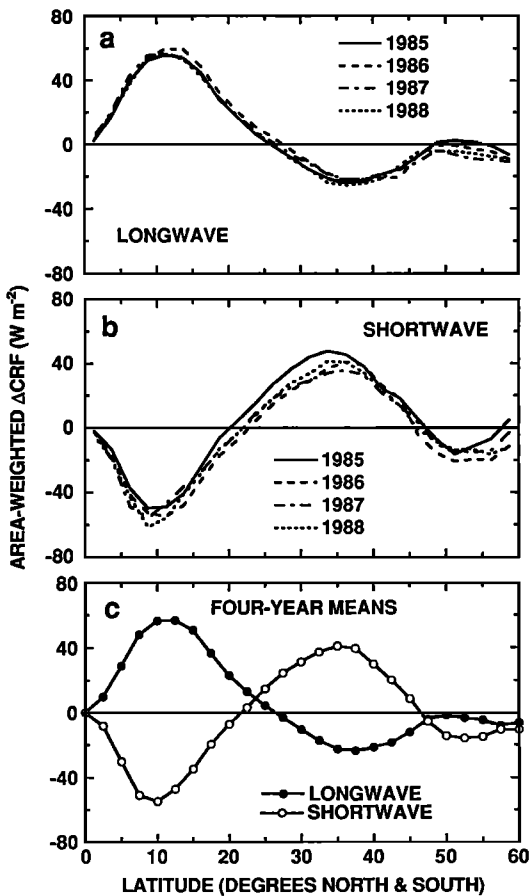 a
1985
1986
1987
1988
LONGWAVE
80
40
0
-40
-80
b
SHORTWAVE
1985
1986
1987
1988
80
40
0
-40
-80
AREA-WEIGHTED ΔCRF (W m⁻²)
c
FOUR-YEAR MEANS
LONGWAVE
SHORTWAVE
80
40
0
-40
-80
0 10 20 30 40 50 60
LATITUDE (DEGREES NORTH & SOUTH)